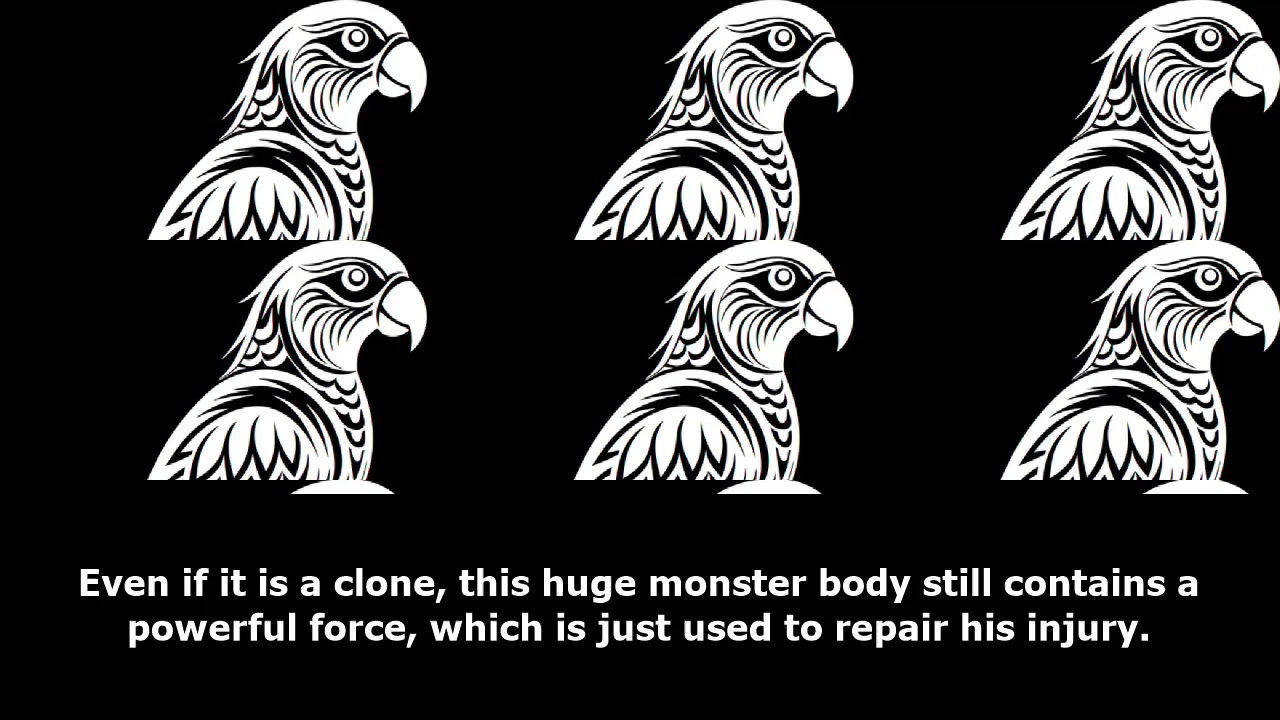 Even if it is a clone, this huge monster body still contains a
powerful force, which is just used to repair his injury.